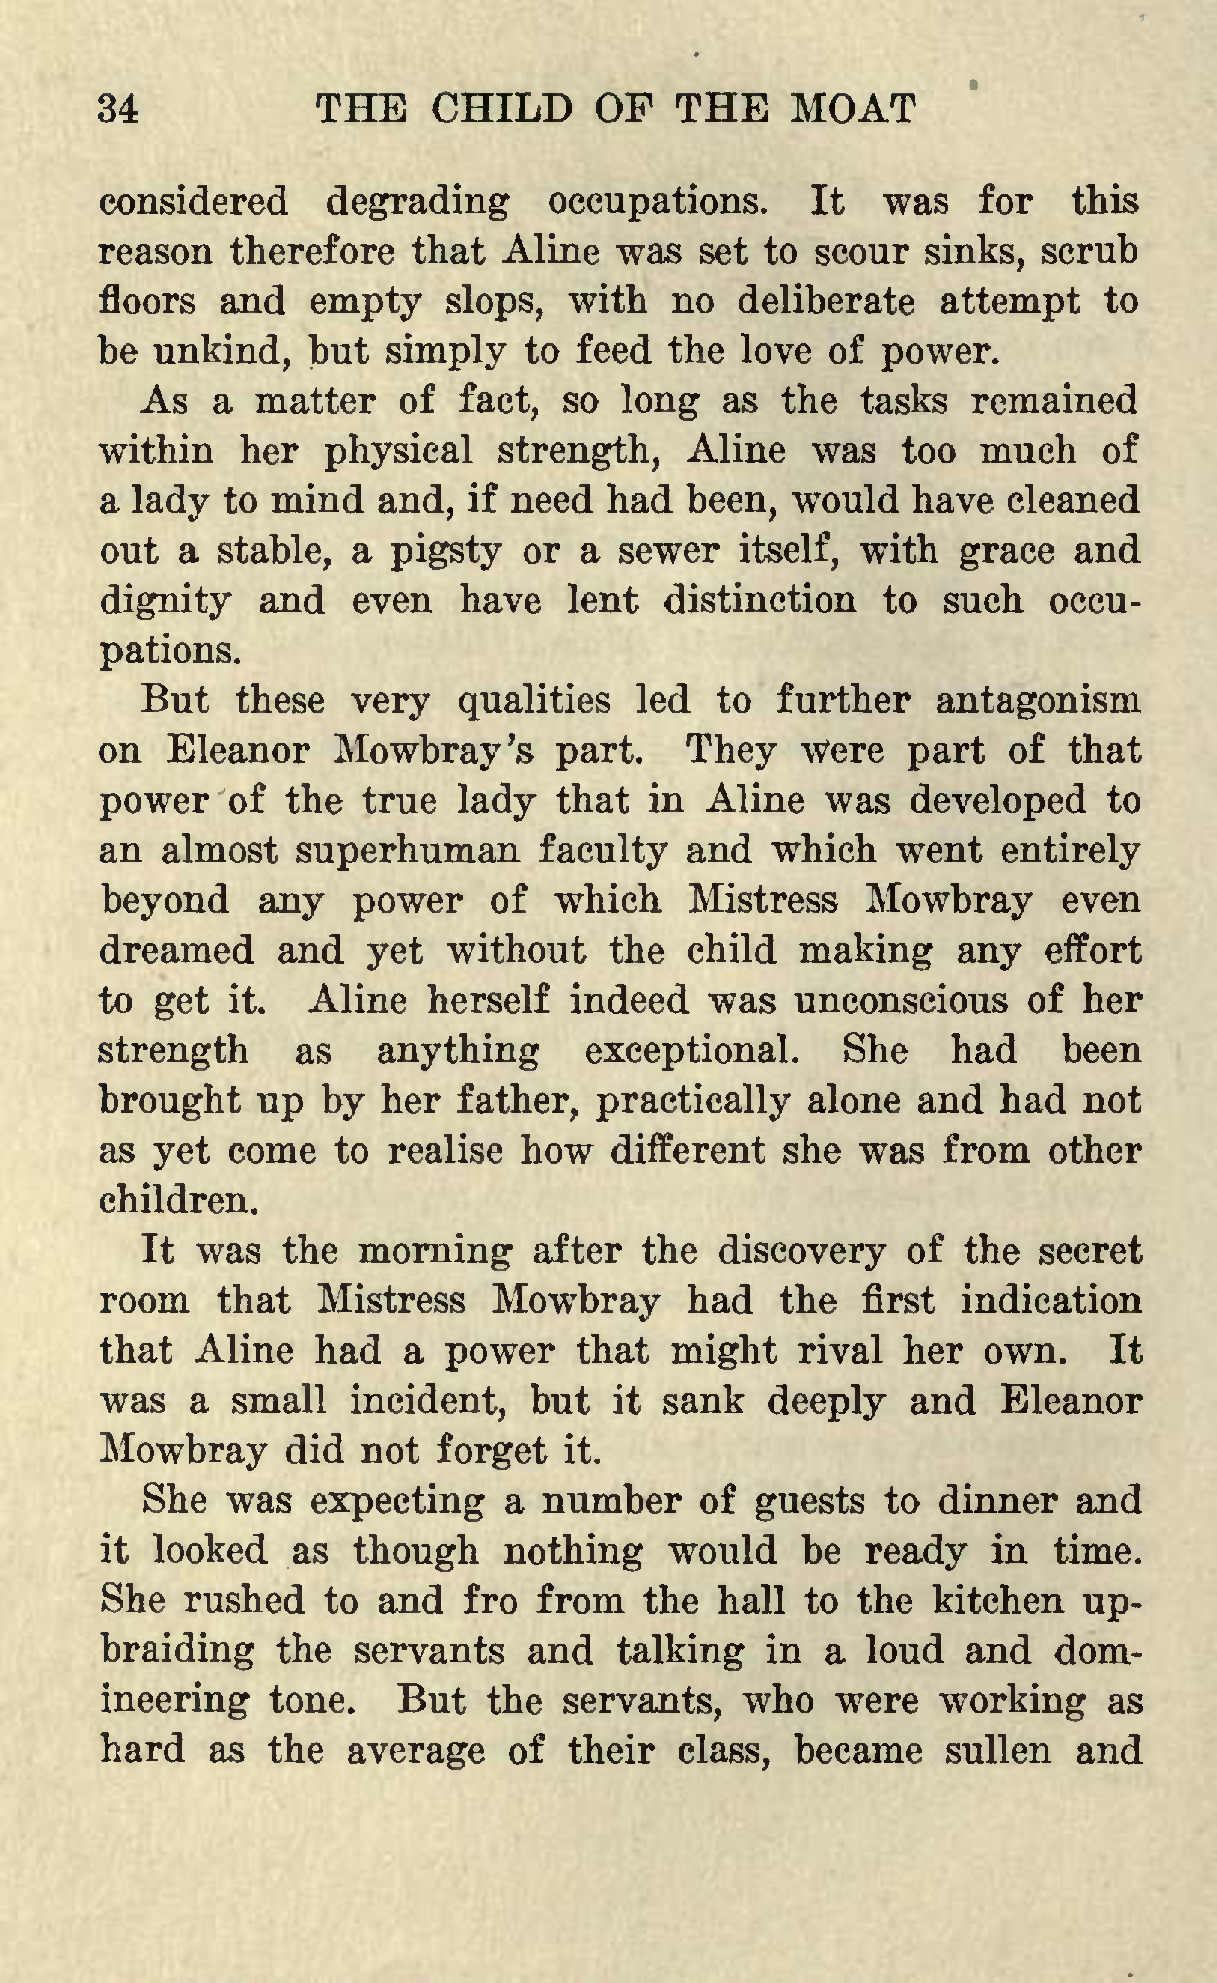 34 THE CHILD OF THE MOAT
considered degrading occupations. It was for this
reason therefore that Aline was set to scour sinks, scrub
floors and empty slops, with no deliberate attempt to
be unkind, but simply to feed the love of power.
As a matter of fact, so long as the tasks remained
within her physical strength, Aline was too much of
a lady to mind and, if need had been, would have cleaned
out a stable, a pigsty or a sewer itself, with grace and
dignity and even have lent distinction to such occu-
pations.
But these very qualities led to further antagonism
on Eleanor Mowbray's part. They were part of that
power of the true lady that in Aline was developed to
an almost superhuman faculty and which went entirely
beyond any power of which Mistress Mowbray even
dreamed and yet without the child making any effort
to get it. Aline herself indeed was unconscious of her
strength as anything exceptional. She had been
brought up by her father, practically alone and had not
as yet come to realise how different she was from other
children.
It was the morning after the discovery of the secret
room that Mistress Mowbray had the first indication
that Aline had a power that might rival her own. It
was a small incident, but it sank deeply and Eleanor
Mowbray did not forget it.
She was expecting a number of guests to dinner and
it looked as though nothing would be ready in time.
She rushed to and fro from the hall to the kitchen up-
braiding the servants and talking in a loud and dom-
ineering tone. But the servants, who were working as
hard as the average of their class, became sullen and